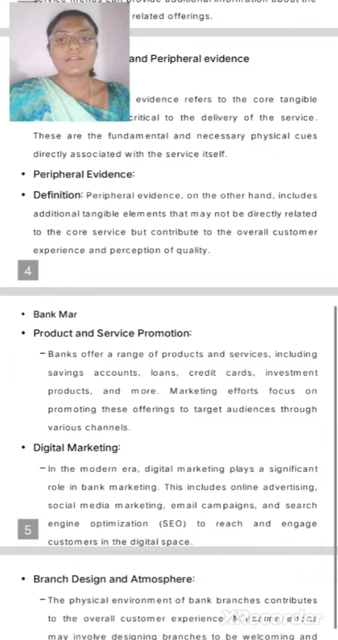 related offerings.
and Peripheral evidence
evidence refers to the core tangible
critical to the delivery of the service.
These are the fundamental and necessary physical cues
directly associated with the service itself.
• Peripheral Evidence:
• Definition: Peripheral evidence, on the other hand, includes
additional tangible elements that may not be directly related
to the core service but contribute to the overall customer
experience and perception of quality.
4
• Bank Mar
• Product and Service Promotion:
– Banks offer a range of products and services, including
savings accounts, loans, credit cards, investment
products, and more. Marketing efforts focus on
promoting these offerings to target audiences through
various channels.
• Digital Marketing:
– In the modern era, digital marketing plays a significant
role in bank marketing. This includes online advertising,
social media marketing, email campaigns, and search
engine optimization (SEO) to reach and engage
5
customers in the digital space.
• Branch Design and Atmosphere:
– The physical environment of bank branches contributes
to the overall customer experience.
XRecorder
may involve designing branches to be welcoming and